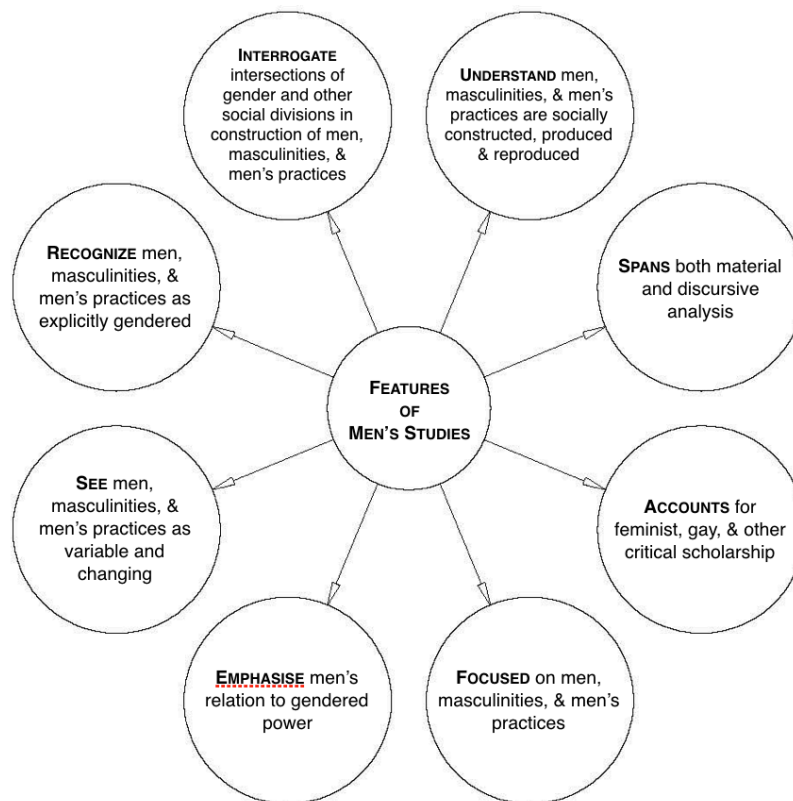 INTERROGATE
intersections of
gender and other
social divisions in
construction of men,
masculinities, &
men's practices
UNDERSTAND men,
masculinities, & men's
practices are socially
constructed, produced
& reproduced
RECOGNIZE men,
masculinities, &
men's practices as
explicitly gendered
SPANS both material
and discursive
analysis
FEATURES
OF
MEN'S STUDIES
SEE men,
masculinities, &
men's practices as
variable and
changing
ACCOUNTS for
feminist, gay, & other
critical scholarship
EMPHASISE men's
relation to gendered
power
FOCUSED on men,
masculinities, & men's
practices